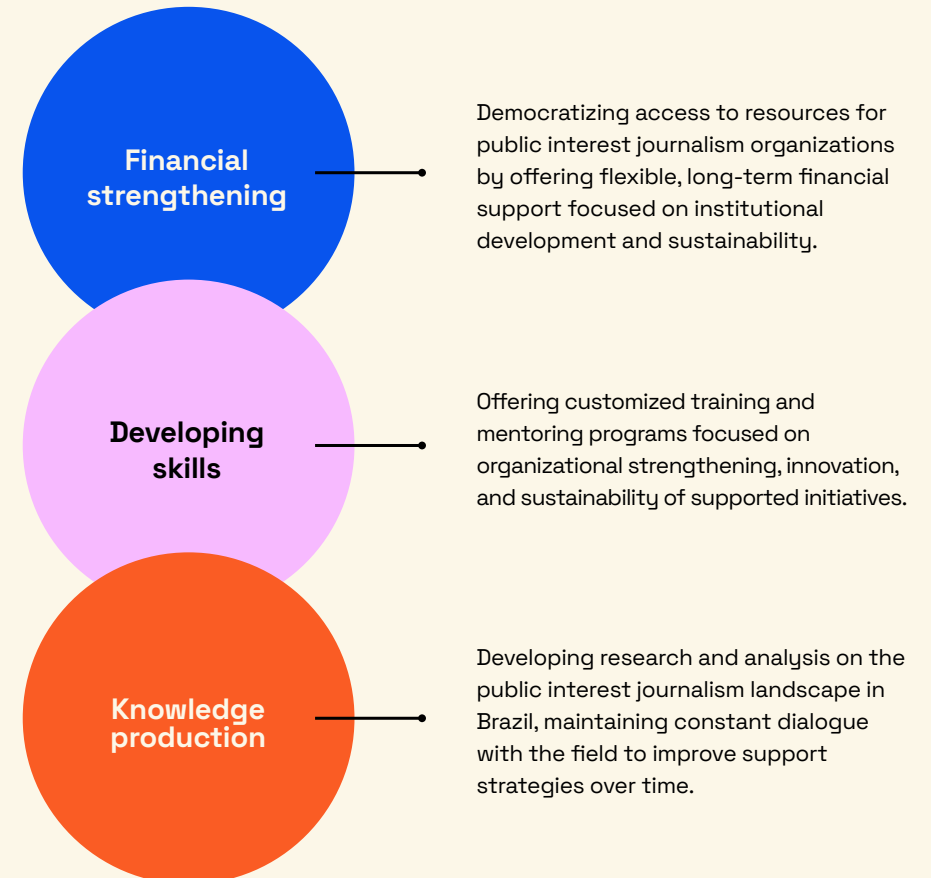 Financial
strengthening
Democratizing access to resources for
public interest journalism organizations
by offering flexible, long-term financial
support focused on institutional
development and sustainability.
Developing
skills
Offering customized training and
mentoring programs focused on
organizational strengthening, innovation,
and sustainability of supported initiatives.
Knowledge
production
Developing research and analysis on the
public interest journalism landscape in
Brazil, maintaining constant dialogue
with the field to improve support
strategies over time.